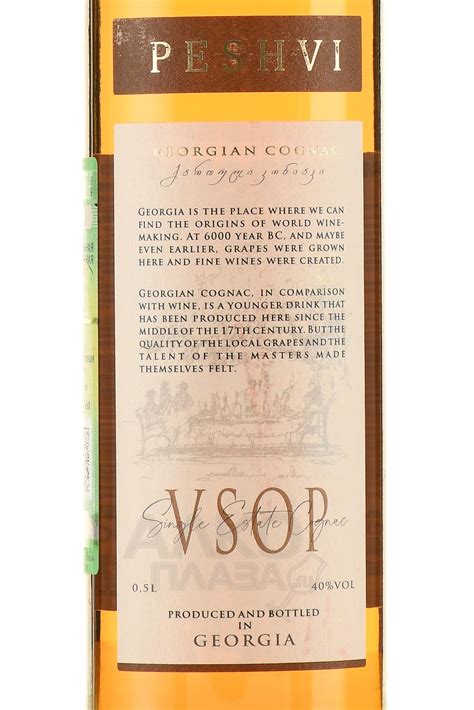 PESHVI
GEORGIAN COGNAC
ქართული კონიაკი
GEORGIA IS THE PLACE WHERE WE CAN
FIND THE ORIGINS OF WORLD WINE-
MAKING. AT 6000 YEAR BC, AND MAYBE
EVEN EARLIER, GRAPES WERE GROWN
HERE AND FINE WINES WERE CREATED.
GEORGIAN COGNAC, IN COMPARISON
WITH WINE, IS A YOUNGER DRINK THAT
HAS BEEN PRODUCED HERE SINCE THE
MIDDLE OF THE 17TH CENTURY. BUT THE
QUALITY OF THE LOCAL GRAPES AND THE
TALENT OF THE MASTERS MADE
THEMSELVES FELT.
VSOP
Single Estate Cognac
0,5L 40%VOL
PRODUCED AND BOTTLED
IN
GEORGIA